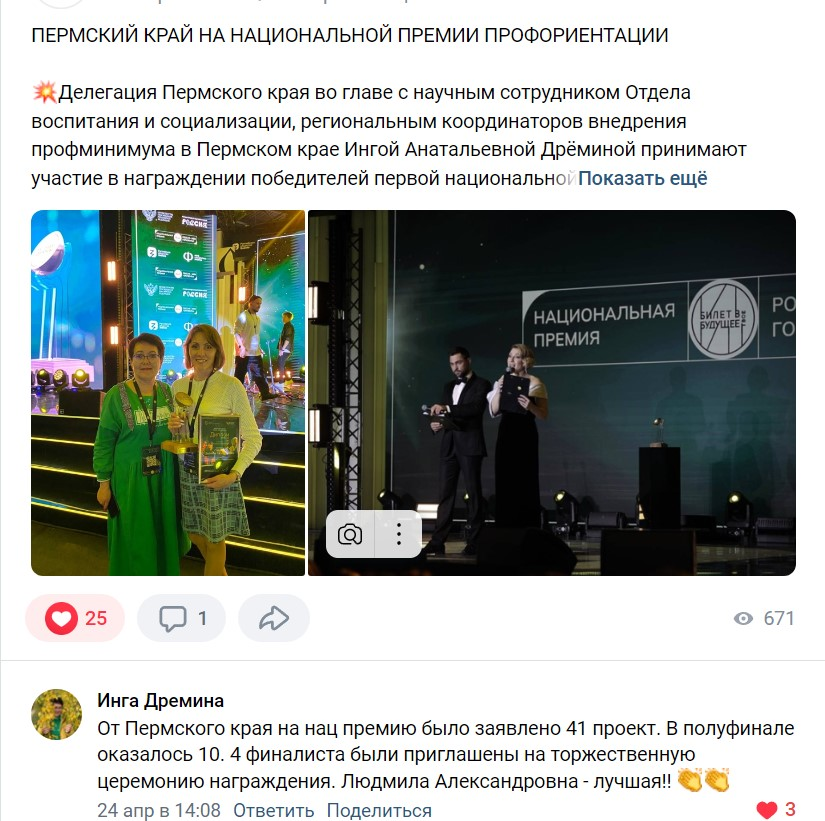 ПЕРМСКИЙ КРАЙ НА НАЦИОНАЛЬНОЙ ПРЕМИИ ПРОФОРИЕНТАЦИИ
💥Делегация Пермского края во главе с научным сотрудником Отдела
воспитания и социализации, региональным координаторов внедрения
профминимума в Пермском крае Ингой Анатальевной Дрёминой принимают
участие в награждении победителей первой национальной Показать ещё
РОССИЯ
РОССИЯ
НАЦИОНАЛЬНАЯ
ПРЕМИЯ
БИЛЕТ В
БУДУЩЕЕ
РО
ГО
25
1
671
Инга Дремина
От Пермского края на нац премию было заявлено 41 проект. В полуфинале
оказалось 10. 4 финалиста были приглашены на торжественную
церемонию награждения. Людмила Александровна - лучшая!! 👏👏
24 апр в 14:08 Ответить Поделиться
3